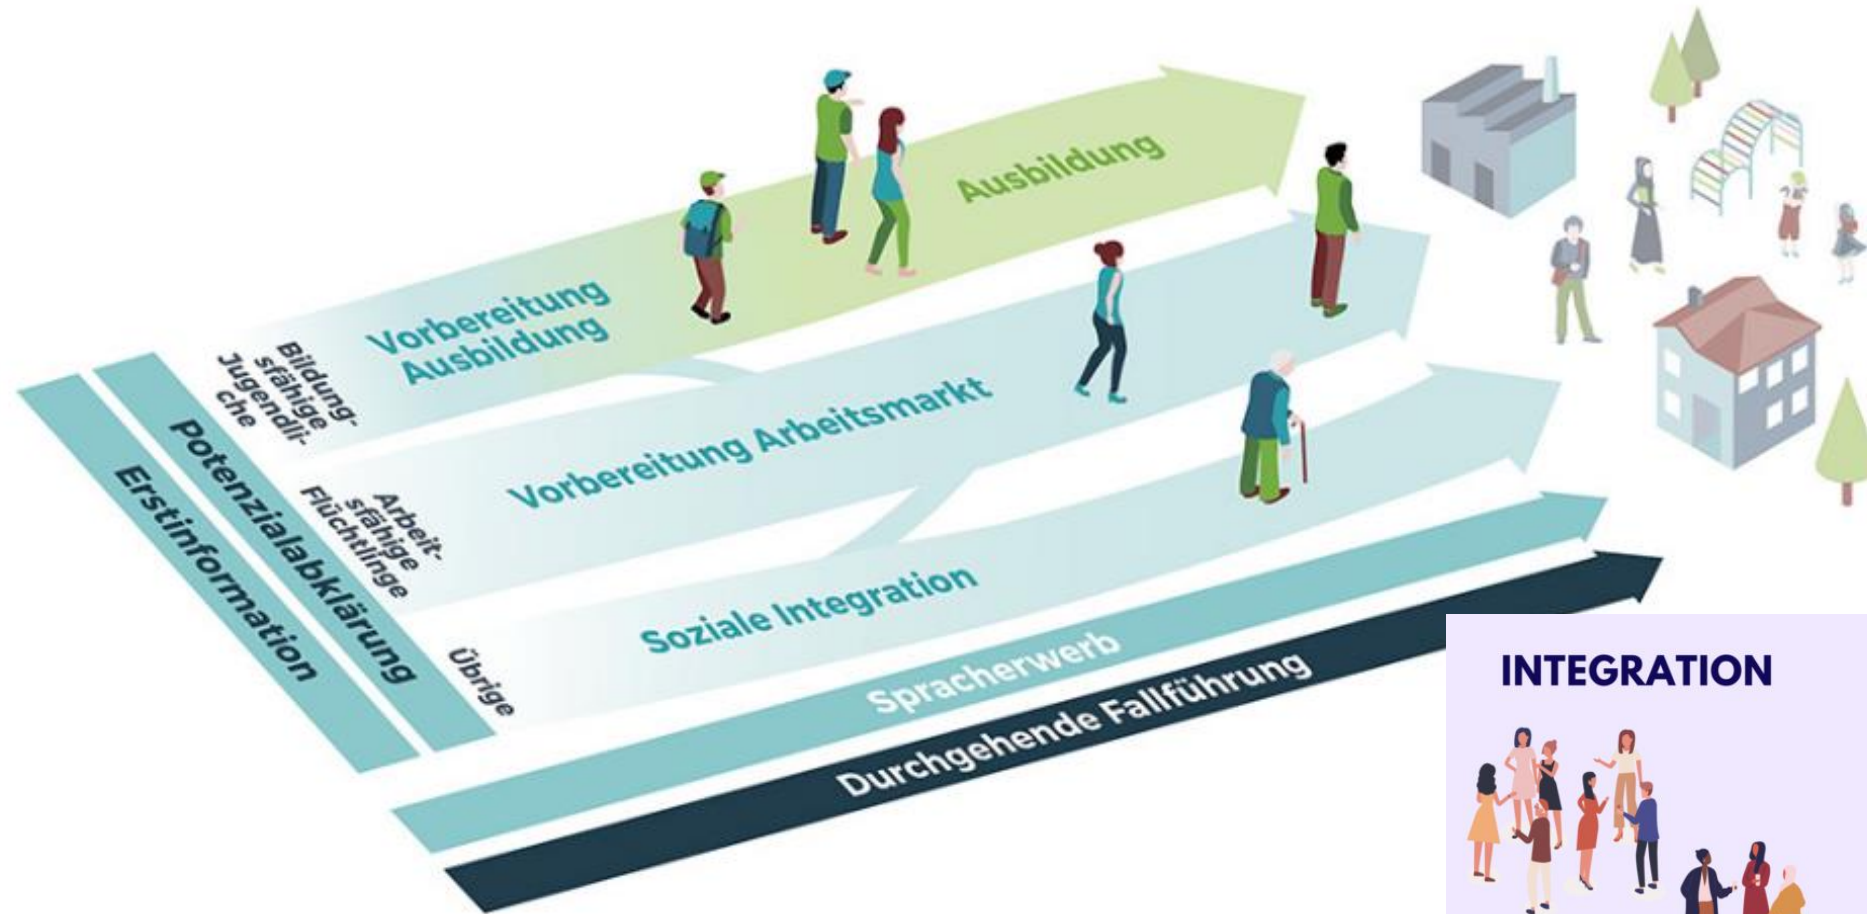 Erstinformation
Potenzialabklärung
Bildung-
sfähige
Jugendli-
che
Vorbereitung
Ausbildung
Ausbildung
Arbeit-
sfähige
Flüchtlinge
Vorbereitung Arbeitsmarkt
Übrige
Soziale Integration
Spracherwerb
Durchgehende Fallführung
INTEGRATION